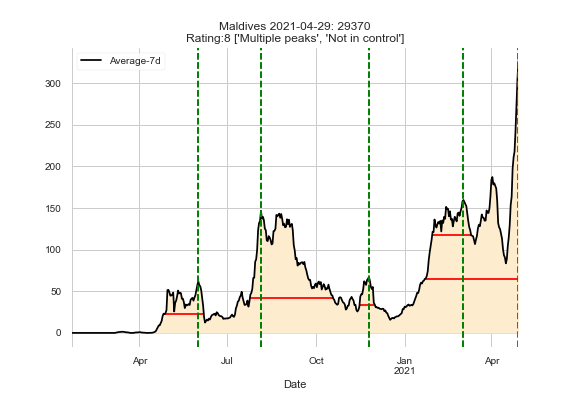 Maldives 2021-04-29: 29370
Rating:8 ['Multiple peaks', 'Not in control']
Average-7d
300
250
200
150
100
50
0
Apr
Jul
Oct
Jan
2021
Apr
Date